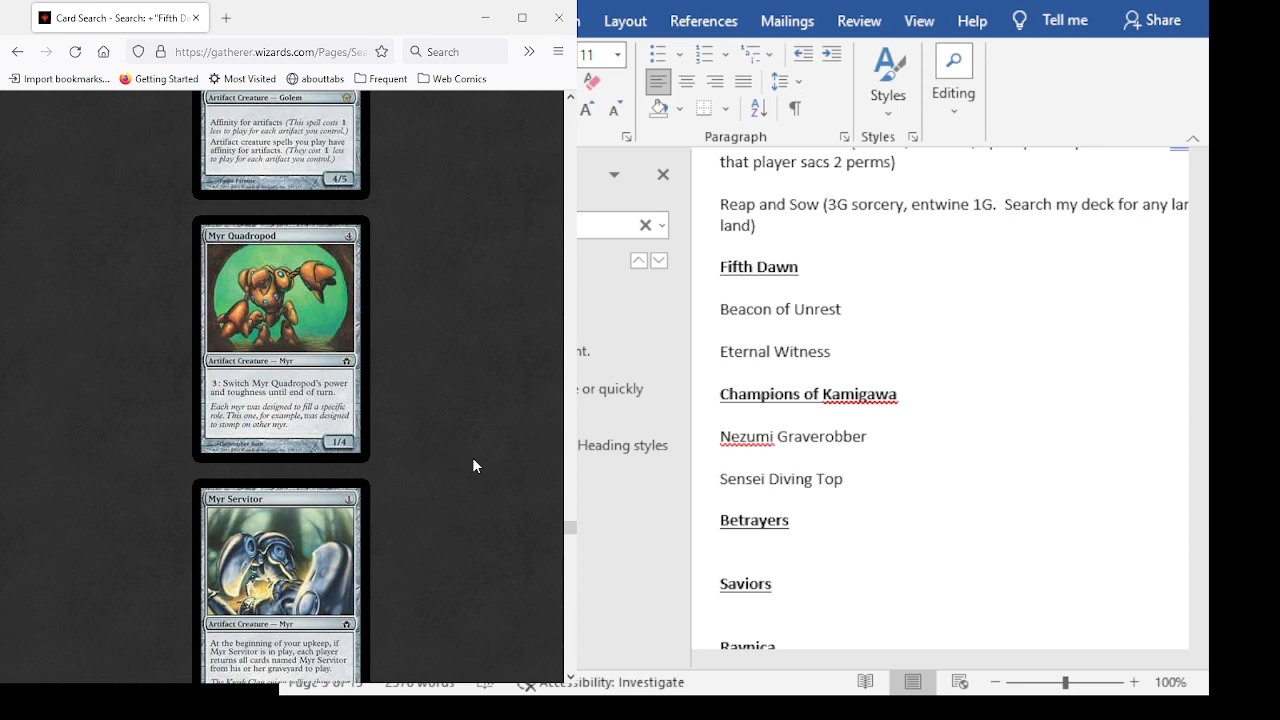 Card Search - Search: +"Fifth Da
https://gatherer.wizards.com/Pages/Sea
Search
Import bookmarks...
Getting Started
Most Visited
abouttabs
Frequent
Web Comics
Artifact Creature — Golem
Affinity for artifacts (This spell costs 1
less to play for each artifact you control.)
Artifact creature spells you play have
affinity for artifacts. (They cost 1 less
to play for each artifact you control.)
4/5
Myr Quadropod 4
Artifact Creature — Myr
3: Switch Myr Quadropod's power
and toughness until end of turn.
Each myr was designed to fill a specific
role. This one, for example, was designed
to stomp on other myr.
1/4
Myr Servitor 1
Artifact Creature — Myr
At the beginning of your upkeep, if
Myr Servitor is in play, each player
returns all cards named Myr Servitor
from his or her graveyard to play.
Layout References Mailings Review View Help Tell me Share
11
Styles
Editing
Paragraph
Styles
nt.
e or quickly
Heading styles
that player sacs 2 perms)
Reap and Sow (3G sorcery, entwine 1G. Search my deck for any lan
land)
Fifth Dawn
Beacon of Unrest
Eternal Witness
Champions of Kamigawa
Nezumi Graverobber
Sensei Diving Top
Betrayers
Saviors
Ravnica
Accessibility: Investigate
100%